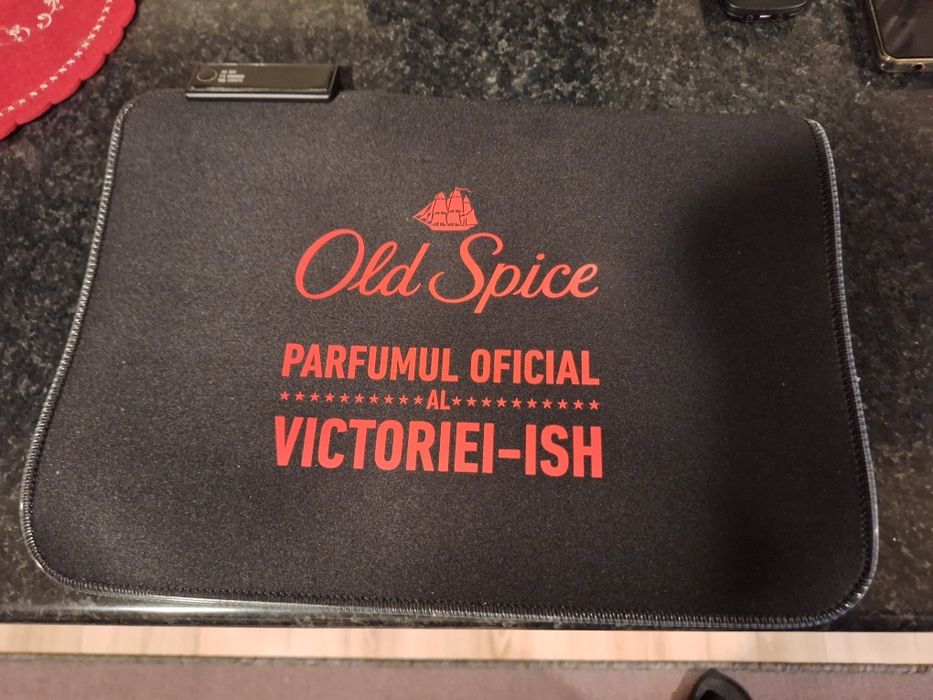 Old Spice
PARFUMUL OFICIAL
AL
VICTORIEI-ISH